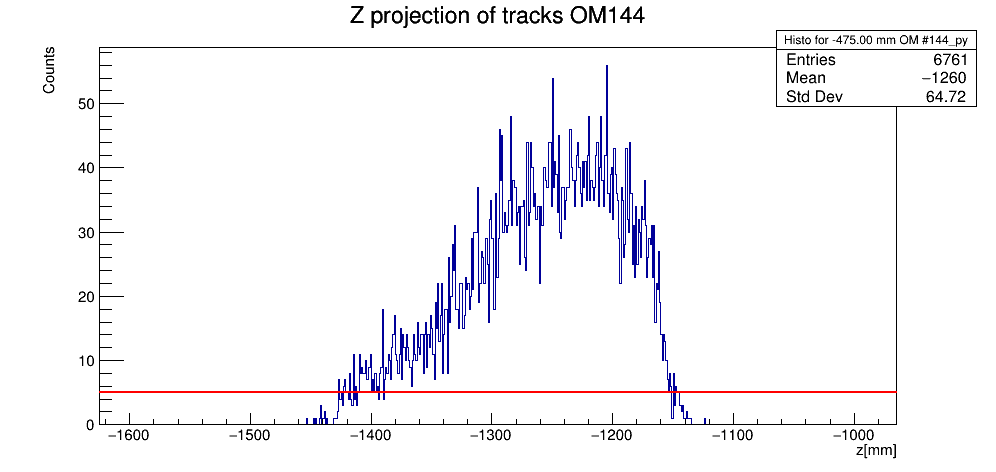 Z projection of tracks OM144
Histo for -475.00 mm OM #144_py
Entries 6761
Mean −1260
Std Dev 64.72
Counts
50
40
30
20
10
0
−1600 −1500 −1400 −1300 −1200 −1100 −1000
z[mm]